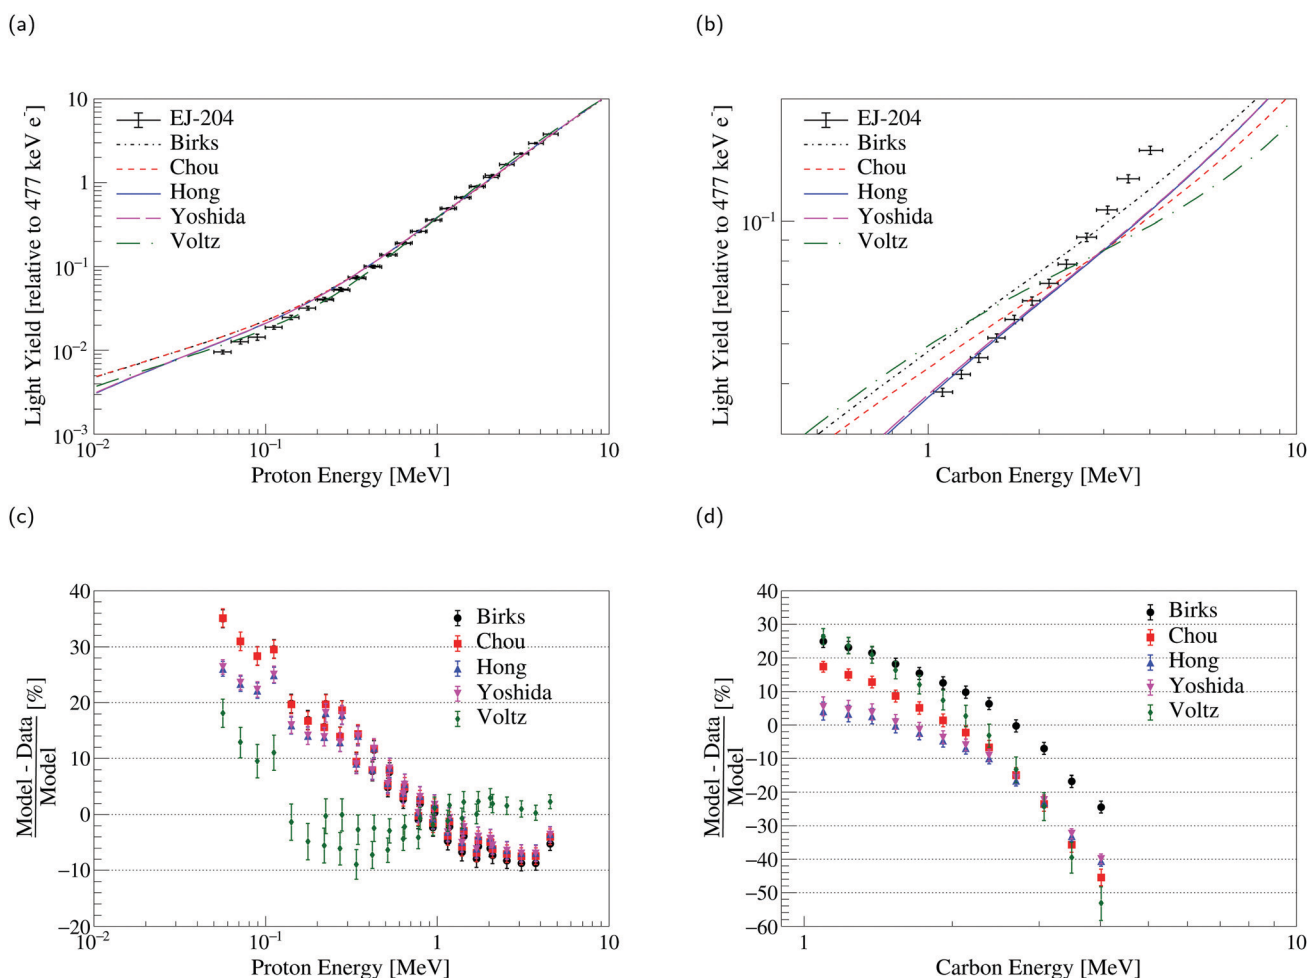 (a)
Light Yield [relative to 477 keV e⁻]
10
1
10⁻¹
10⁻²
10⁻³
EJ-204
Birks
Chou
Hong
Yoshida
Voltz
10⁻²
10⁻¹
1
10
Proton Energy [MeV]
(b)
Light Yield [relative to 477 keV e⁻]
10⁻¹
EJ-204
Birks
Chou
Hong
Yoshida
Voltz
1
10
Carbon Energy [MeV]
(c)
Model - Data
Model
[%]
40
30
20
10
0
−10
−20
Birks
Chou
Hong
Yoshida
Voltz
10⁻²
10⁻¹
1
10
Proton Energy [MeV]
(d)
Model - Data
Model
[%]
40
30
20
10
0
−10
−20
−30
−40
−50
−60
Birks
Chou
Hong
Yoshida
Voltz
1
10
Carbon Energy [MeV]